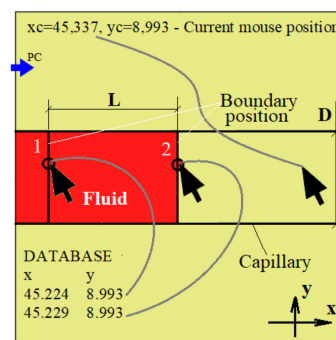 xc=45,337, yc=8,993 - Current mouse position
PC
L
Boundary
position
D
1
2
Fluid
DATABASE
Capillary
x y
45.224 8.993
45.229 8.993
y
x